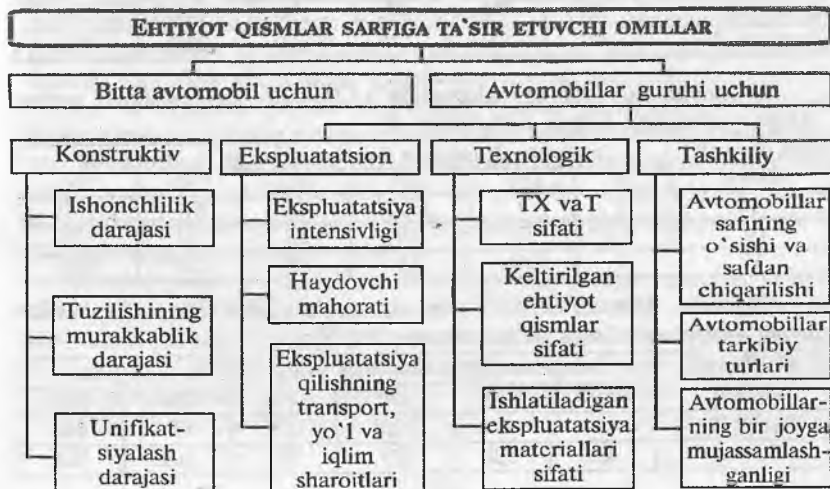 EHTIYOT QISMLAR SARFIGA TA`SIR ETUVCHI OMILLAR
Bitta avtomobil uchun
Avtomobillar guruhi uchun
Konstruktiv
Ekspluatatsion
Texnologik
Tashkiliy
Ishonchlilik
darajasi
Tuzilishining
murakkablik
darajasi
Unifikat-
siyalash
darajasi
Ekspluatatsiya
intensivligi
Haydovchi
mahorati
Ekspluatatsiya
qilishning
transport,
yo`l va
iqlim
sharoitlari
TX vaT
sifati
Keltirilgan
ehtiyot
qismlar
sifati
Ishlatiladigan
ekspluatatsiya
materiallari
sifati
Avtomobillar
safining
o`sishi va
safdan
chiqarilishi
Avtomobillar
tarkibiy
turlari
Avtomobillar-
ning bir joyga
mujassamlash-
ganligi